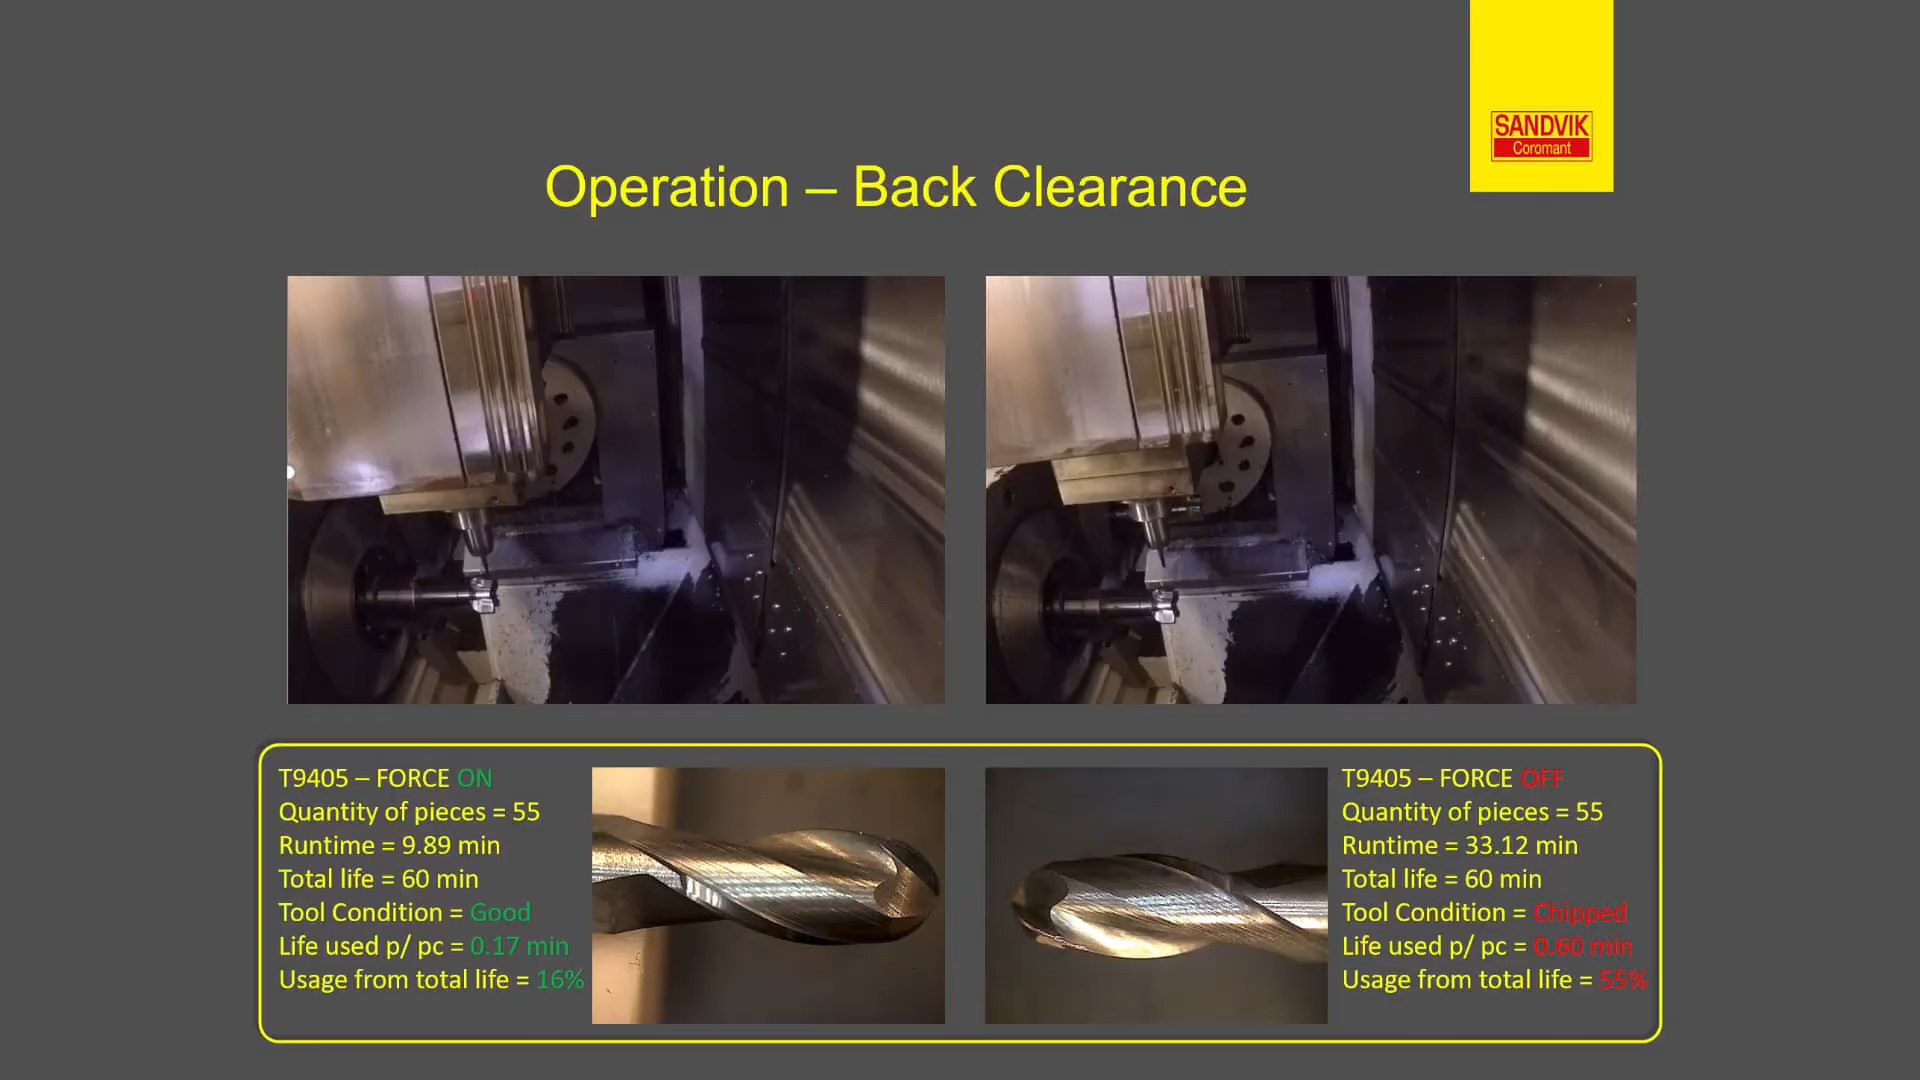 SANDVIK
Coromant
Operation – Back Clearance
T9405 – FORCE ON
Quantity of pieces = 55
Runtime = 9.89 min
Total life = 60 min
Tool Condition = Good
Life used p/ pc = 0.17 min
Usage from total life = 16%
T9405 – FORCE OFF
Quantity of pieces = 55
Runtime = 33.12 min
Total life = 60 min
Tool Condition = Chipped
Life used p/ pc = 0.60 min
Usage from total life = 55%